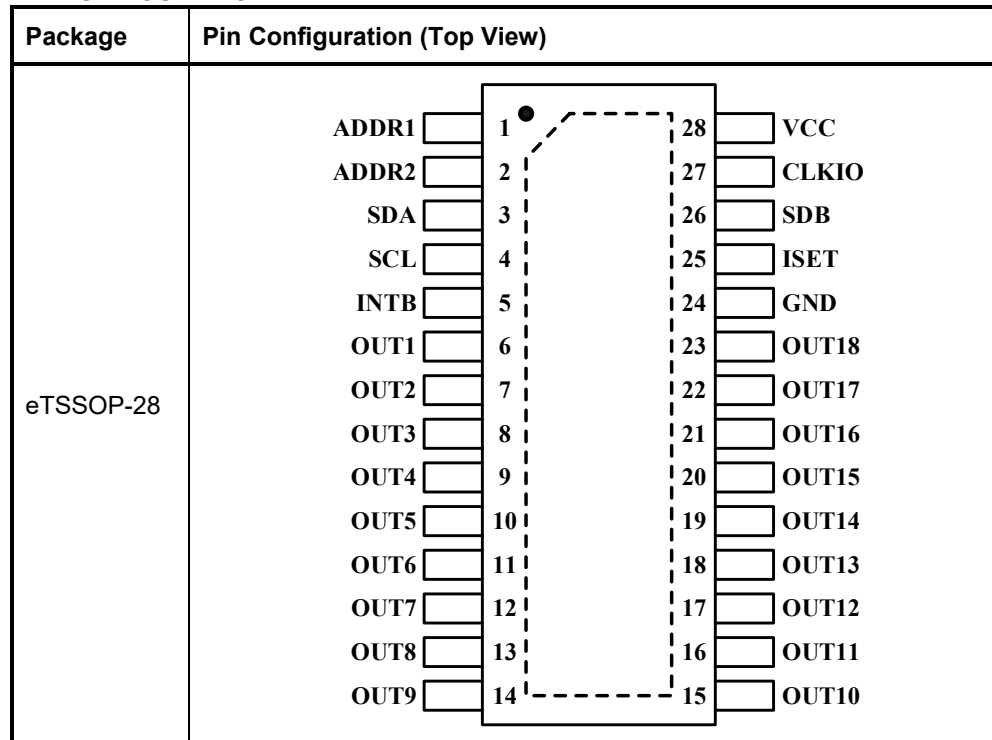 Package Pin Configuration (Top View)
eTSSOP-28
ADDR1 1 28 VCC
ADDR2 2 27 CLKIO
SDA 3 26 SDB
SCL 4 25 ISET
INTB 5 24 GND
OUT1 6 23 OUT18
OUT2 7 22 OUT17
OUT3 8 21 OUT16
OUT4 9 20 OUT15
OUT5 10 19 OUT14
OUT6 11 18 OUT13
OUT7 12 17 OUT12
OUT8 13 16 OUT11
OUT9 14 15 OUT10